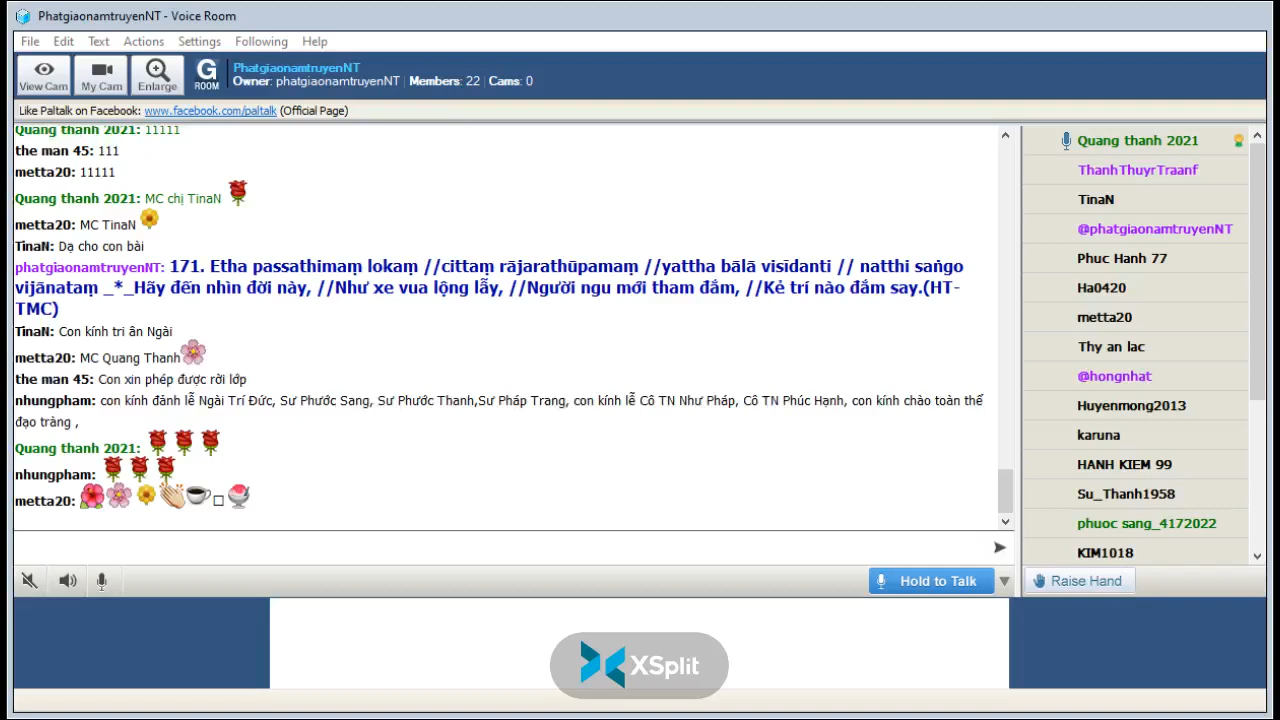 PhatgiaonamtruyenNT - Voice Room
File Edit Text Actions Settings Following Help
View Cam My Cam Enlarge G ROOM
PhatgiaonamtruyenNT
Owner: phatgiaonamtruyenNT Members: 22 Cams: 0
Like Paltalk on Facebook: www.facebook.com/paltalk (Official Page)
Quang thanh 2021: 11111
the man 45: 111
metta20: 11111
Quang thanh 2021: MC chị TinaN
metta20: MC TinaN
TinaN: Dạ cho con bài
phatgiaonamtruyenNT: 171. Etha passathimaṃ lokaṃ //cittaṃ rājarathūpamaṃ //yattha bālā visīdanti // natthi saṅgo
vijānataṃ _*_Hãy đến nhìn đời này, //Như xe vua lộng lẫy, //Người ngu mới tham đắm, //Kẻ trí nào đắm say.(HT-
TMC)
TinaN: Con kính tri ân Ngài
metta20: MC Quang Thanh
the man 45: Con xin phép được rời lớp
nhungpham: con kính đảnh lễ Ngài Trí Đức, Sư Phước Sang, Sư Phước Thanh,Sư Pháp Trang, con kính lễ Cô TN Như Pháp, Cô TN Phúc Hạnh, con kính chào toàn thể
đạo tràng ,
Quang thanh 2021:
nhungpham:
metta20:
Quang thanh 2021
ThanhThuyrTraanf
TinaN
@phatgiaonamtruyenNT
Phuc Hanh 77
Ha0420
metta20
Thy an lac
@hongnhat
Huyenmong2013
karuna
HANH KIEM 99
Su_Thanh1958
phuoc sang_4172022
KIM1018
Hold to Talk
Raise Hand
XSplit